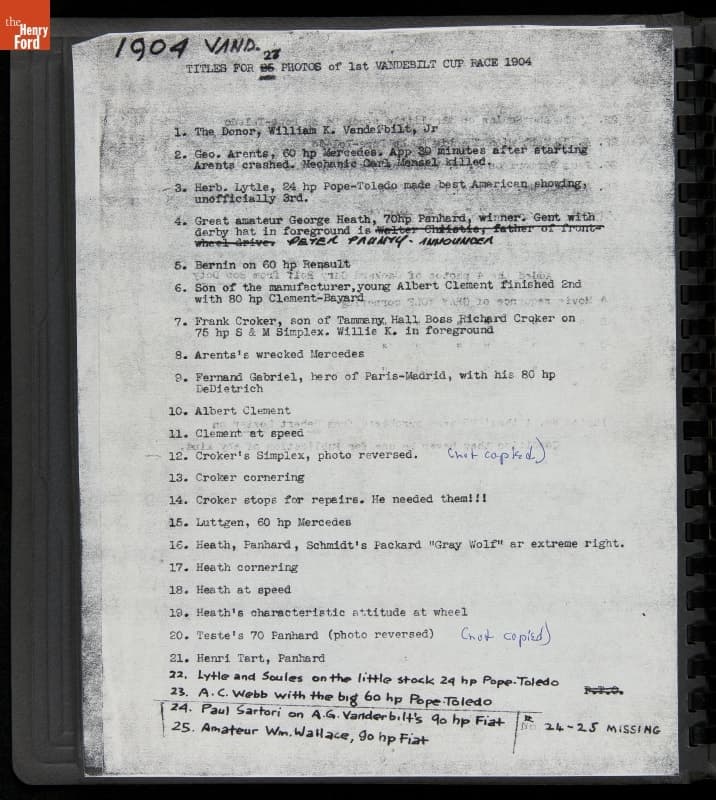 the
Henry
Ford
1904 VAND.
23
TITLES FOR 25 PHOTOS of 1st VANDEBILT CUP RACE 1904
1. The Donor, William K. Vanderbilt, Jr
2. Geo. Arents, 60 hp Mercedes. App 30 minutes after starting
Arents crashed. Mechanic Carl Mensel killed.
3. Herb. Lytle, 24 hp Pope-Toledo made best American showing,
unofficially 3rd.
4. Great amateur George Heath, 70hp Panhard, winner. Gent with
derby hat in foreground is Walter Christie, father of front-
wheel drive. PETER PRUNTY - ANNOUNCER
5. Bernin on 60 hp Renault
6. Son of the manufacturer, young Albert Clement finished 2nd
with 80 hp Clement-Bayard
7. Frank Croker, son of Tammany Hall Boss Richard Croker on
75 hp S & M Simplex. Willie K. in foreground
8. Arents's wrecked Mercedes
9. Fernand Gabriel, hero of Paris-Madrid, with his 80 hp
DeDietrich
10. Albert Clement
11. Clement at speed
12. Croker's Simplex, photo reversed. (not copied)
13. Croker cornering
14. Croker stops for repairs. He needed them!!!
15. Luttgen, 60 hp Mercedes
16. Heath, Panhard, Schmidt's Packard "Gray Wolf" ar extreme right.
17. Heath cornering
18. Heath at speed
19. Heath's characteristic attitude at wheel
20. Teste's 70 Panhard (photo reversed) (not copied)
21. Henri Tart, Panhard
22. Lytle and Soules on the little stock 24 hp Pope-Toledo
23. A.C. Webb with the big 60 hp Pope-Toledo
P.T.O.
24. Paul Sartori on A.G. Vanderbilt's 90 hp Fiat
25. Amateur Wm. Wallace, 90 hp Fiat
24-25 MISSING